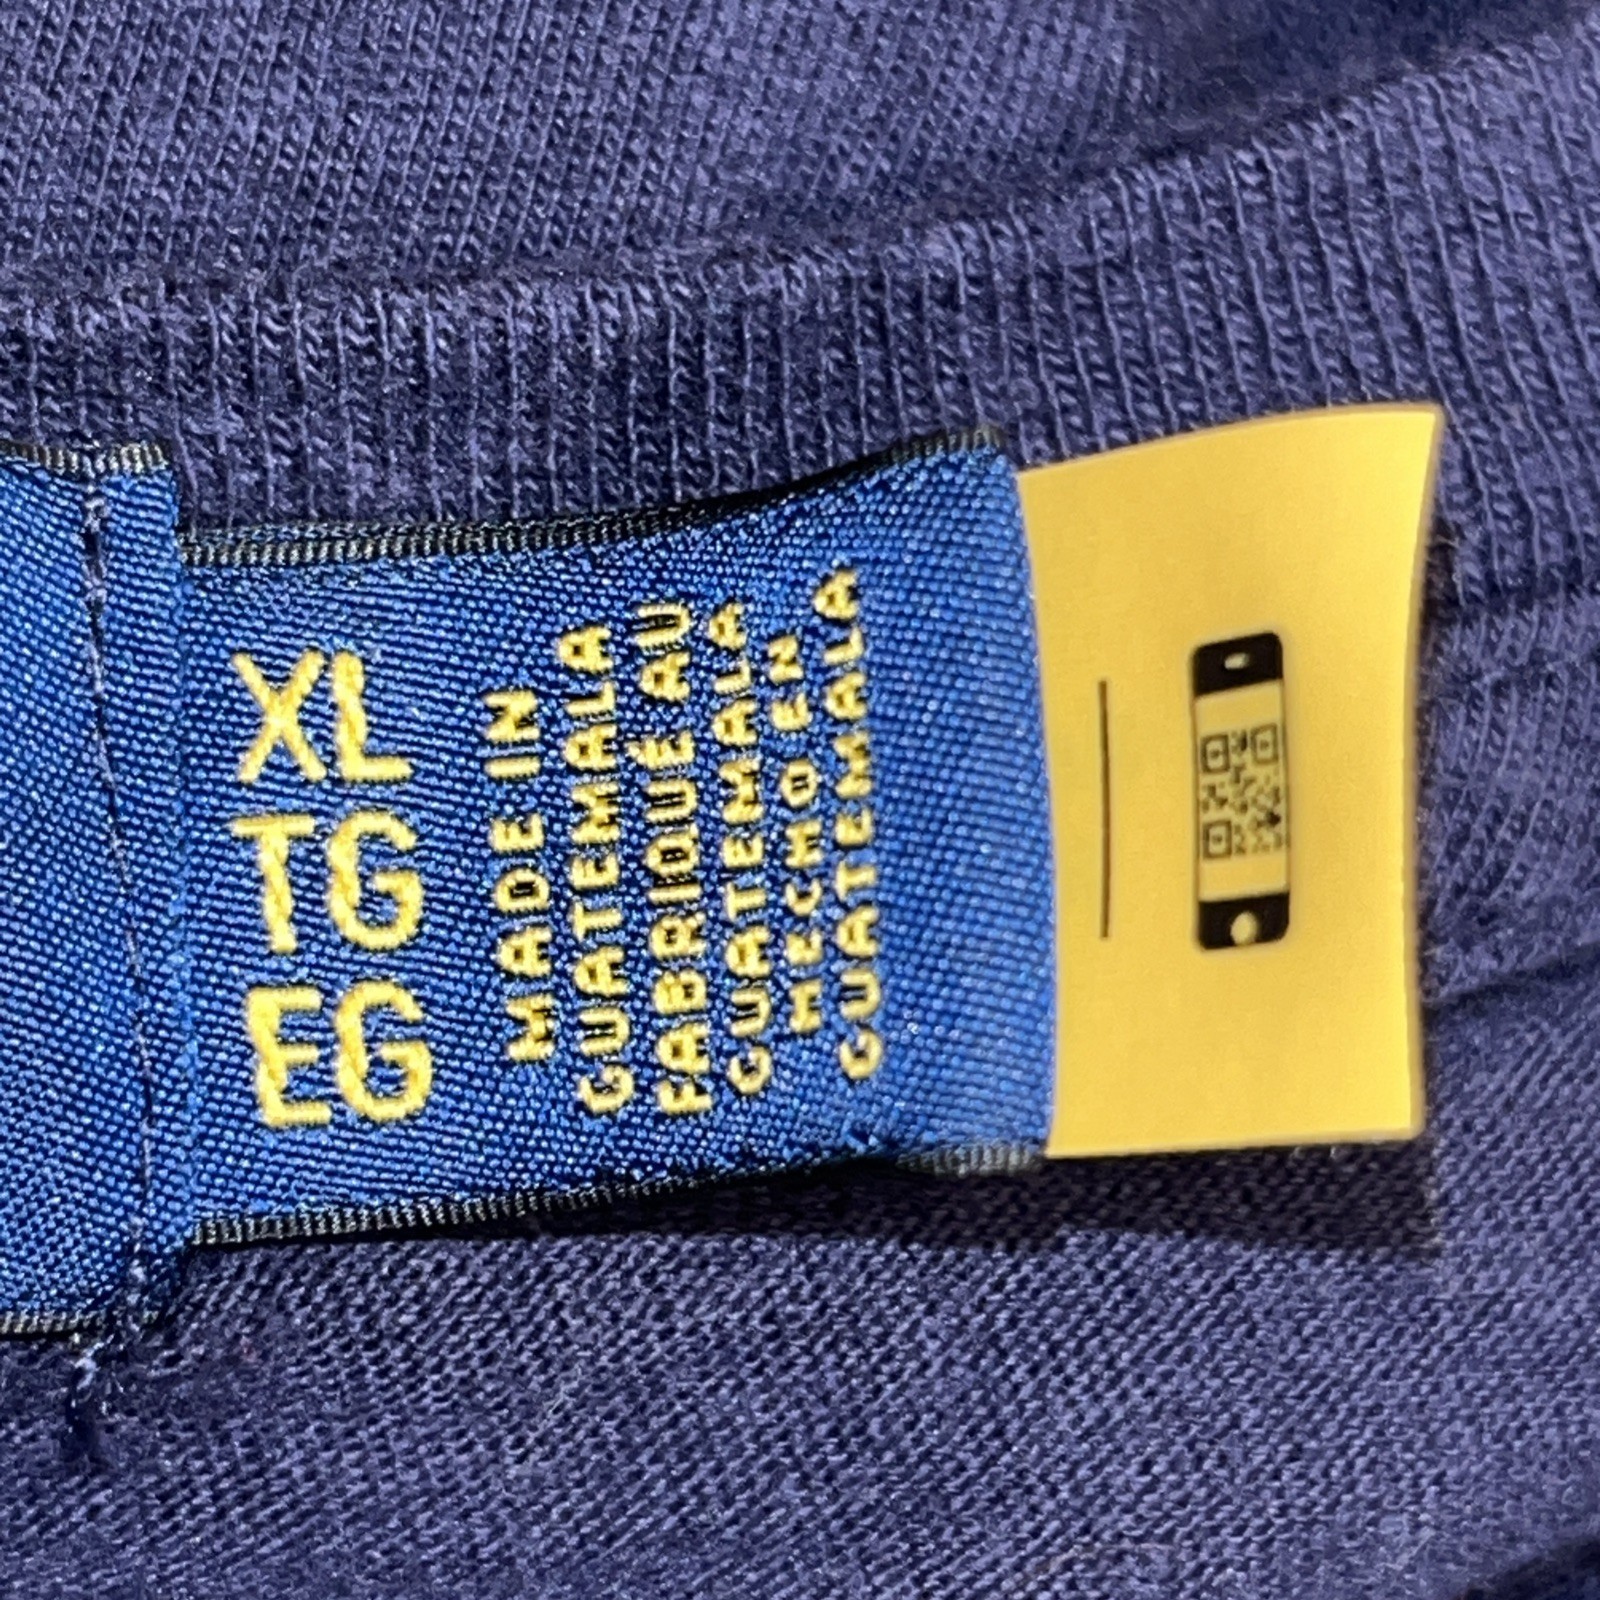 XL
TG
EG
MADE IN
GUATEMALA
FABRIQUÉ AU
GUATEMALA
HECHO EN
GUATEMALA